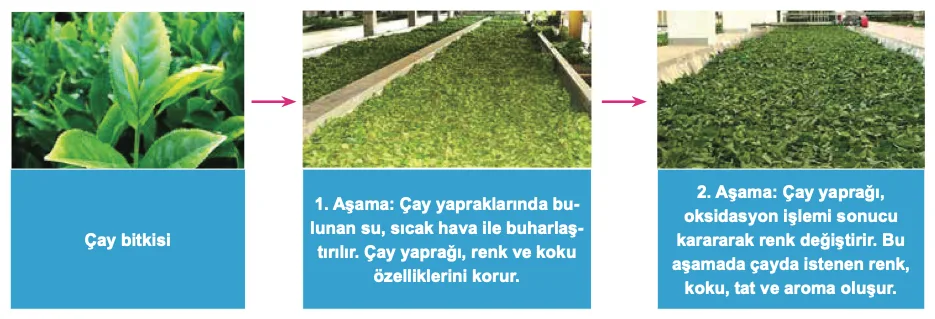 Çay bitkisi
1. Aşama: Çay yapraklarında bu-
lunan su, sıcak hava ile buharlaş-
tırılır. Çay yaprağı, renk ve koku
özelliklerini korur.
2. Aşama: Çay yaprağı,
oksidasyon işlemi sonucu
kararak renk değiştirir. Bu
aşamada çayda istenen renk,
koku, tat ve aroma oluşur.